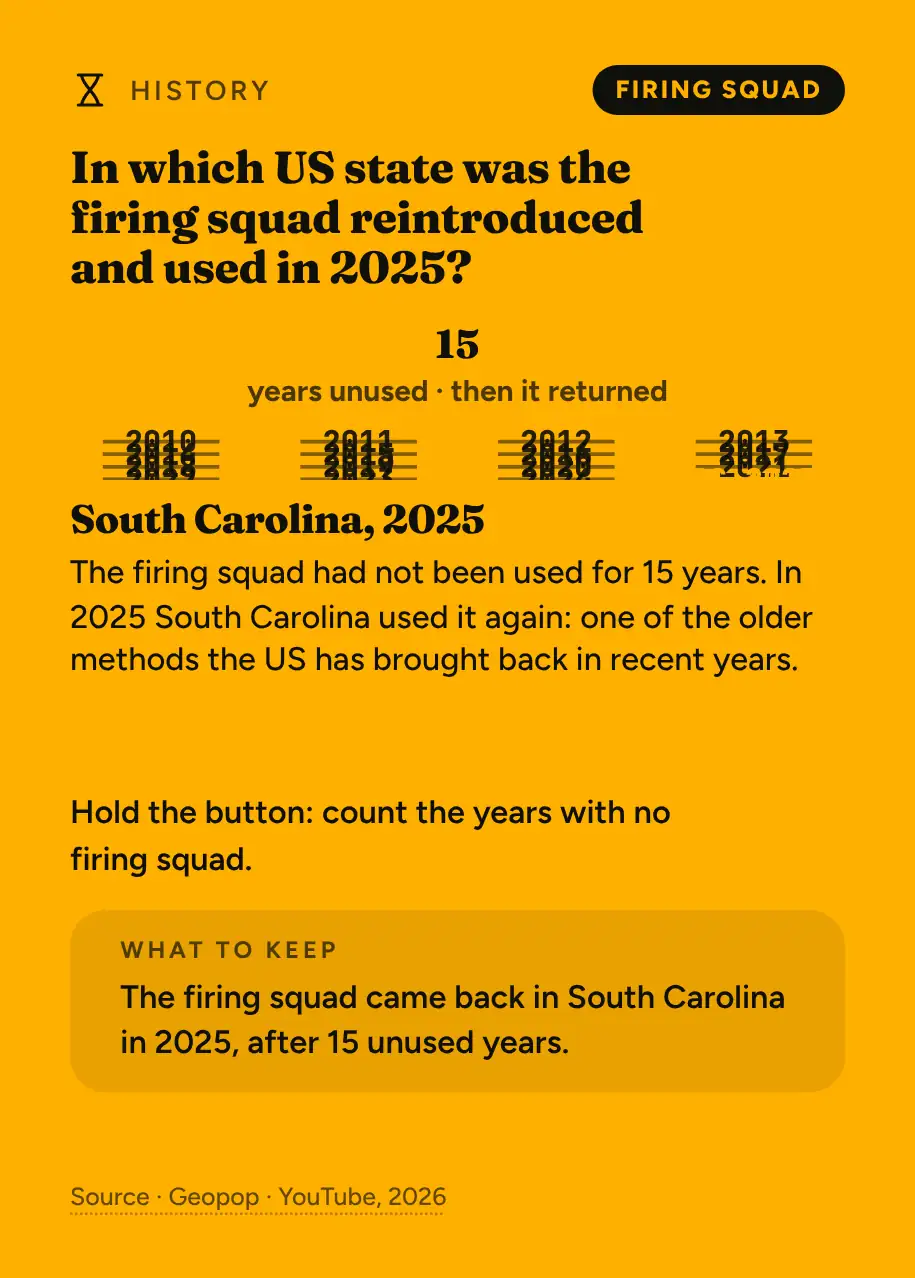 HISTORY
FIRING SQUAD
In which US state was the
firing squad reintroduced
and used in 2025?
15
years unused · then it returned
2010 2011 2012 2013
South Carolina, 2025
The firing squad had not been used for 15 years. In
2025 South Carolina used it again: one of the older
methods the US has brought back in recent years.
Hold the button: count the years with no
firing squad.
WHAT TO KEEP
The firing squad came back in South Carolina
in 2025, after 15 unused years.
Source · Geopop · YouTube, 2026